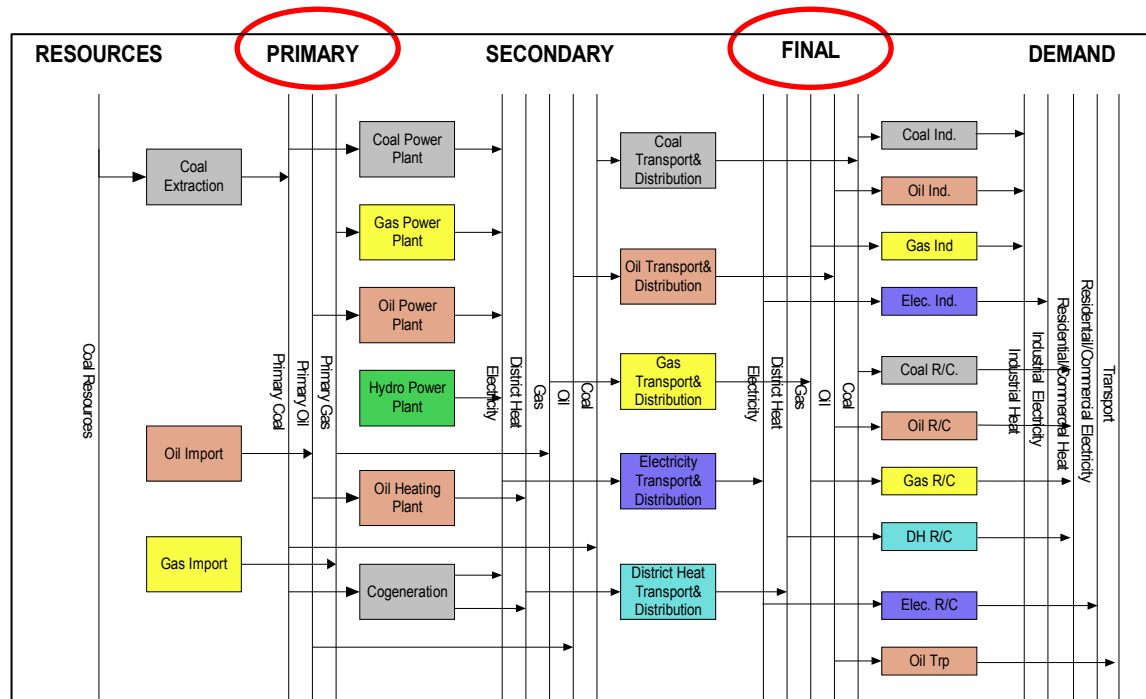 RESOURCES
PRIMARY
SECONDARY
FINAL
DEMAND
Coal
Extraction
Oil Import
Gas Import
Coal Resources
Primary Coal
Primary Oil
Primary Gas
Coal Power
Plant
Gas Power
Plant
Oil Power
Plant
Hydro Power
Plant
Oil Heating
Plant
Cogeneration
Electricity
District Heat
Gas
Oil
Coal
Coal
Transport&
Distribution
Oil Transport&
Distribution
Gas
Transport&
Distribution
Electricity
Transport&
Distribution
District Heat
Transport&
Distribution
Electricity
District Heat
Gas
Oil
Coal
Coal Ind.
Oil Ind.
Gas Ind
Elec. Ind.
Coal R/C.
Oil R/C
Gas R/C
DH R/C
Elec. R/C
Oil Trp
Industrial Heat
Industrial Electricity
Residential/Commercial Heat
Residentail/Commercial Electricity
Transport